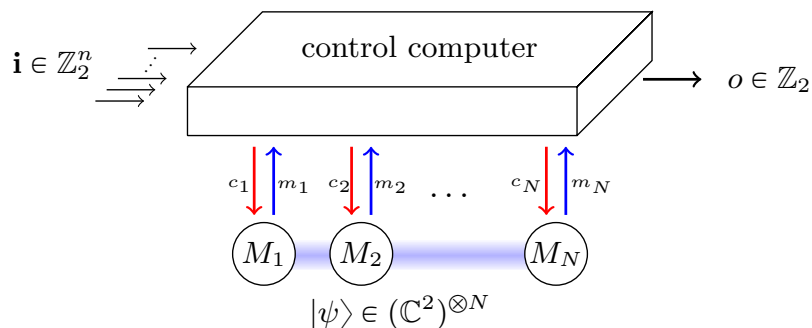 control computer
𝐢 ∈ ℤ₂ⁿ
o ∈ ℤ₂
c₁ m₁ c₂ m₂ ... c_N m_N
M₁ M₂ M_N
|ψ⟩ ∈ (ℂ²)^⊗N